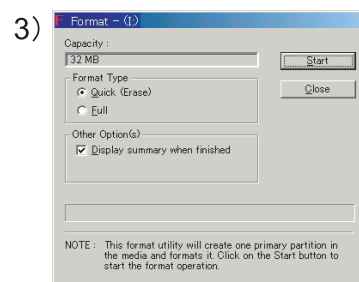 3)
Format - (I:)
Capacity :
32 MB
Start
Format Type
Quick (Erase)
Close
Full
Other Option(s)
Display summary when finished
NOTE : This format utility will create one primary partition in
the media and formats it. Click on the Start button to
start the format operation.